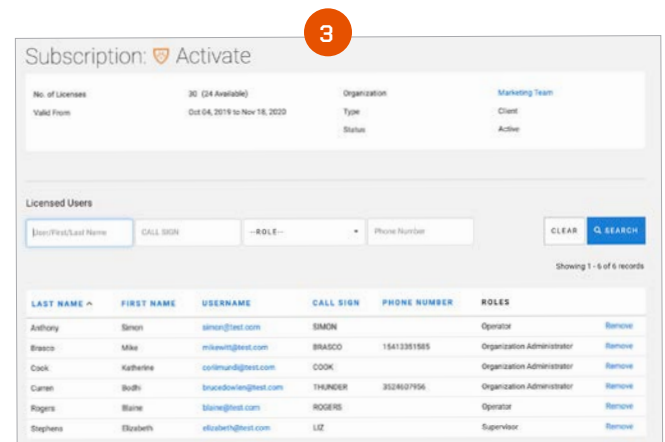 3
Subscription: Activate
No. of Licenses 30 (24 Available) Organization Marketing Team
Valid From Oct 04, 2019 to Nov 18, 2020 Type Client
Status Active
Licensed Users
User/First/Last Name CALL SIGN --ROLE-- Phone Number CLEAR SEARCH
Showing 1 - 6 of 6 records
LAST NAME FIRST NAME USERNAME CALL SIGN PHONE NUMBER ROLES
Anthony Simon simon@test.com SIMON Operator Remove
Brasco Mike mikewitt@test.com BRASCO 15413351585 Organization Administrator Remove
Cook Katherine corilmundi@test.com COOK Organization Administrator Remove
Curren Bodhi brucedowlen@test.com THUNDER 3524607956 Organization Administrator Remove
Rogers Blaine blaine@test.com ROGERS Operator Remove
Stephens Elizabeth elizabeth@test.com LIZ Supervisor Remove